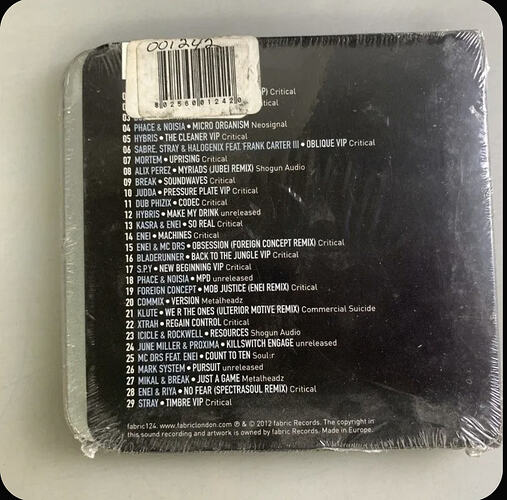 001242
8 02560 01242 0
P) Critical
04 PHACE & NOISIA • MICRO ORGANISM Neosignal
05 HYBRIS • THE CLEANER VIP Critical
06 SABRE, STRAY & HALOGENIX FEAT. FRANK CARTER III • OBLIQUE VIP Critical
07 MORTEM • UPRISING Critical
08 ALIX PEREZ • MYRIADS (JUBEI REMIX) Shogun Audio
09 BREAK • SOUNDWAVES Critical
10 JUDDA • PRESSURE PLATE VIP Critical
11 DUB PHIZIX • CODEC Critical
12 HYBRIS • MAKE MY DRINK unreleased
13 KASRA & ENEI • SO REAL Critical
14 ENEI • MACHINES Critical
15 ENEI & MC DRS • OBSESSION (FOREIGN CONCEPT REMIX) Critical
16 BLADERUNNER • BACK TO THE JUNGLE VIP Critical
17 S.P.Y • NEW BEGINNING VIP Critical
18 PHACE & NOISIA • MPD unreleased
19 FOREIGN CONCEPT • MOB JUSTICE (ENEI REMIX) Critical
20 COMMIX • VERSION Metalheadz
21 KLUTE • WE R THE ONES (ULTERIOR MOTIVE REMIX) Commercial Suicide
22 XTRAH • REGAIN CONTROL Critical
23 ICICLE & ROCKWELL • RESOURCES Shogun Audio
24 JUNE MILLER & PROXIMA • KILLSWITCH ENGAGE unreleased
25 MC DRS FEAT. ENEI • COUNT TO TEN Soul:r
26 MARK SYSTEM • PURSUIT unreleased
27 MIKAL & BREAK • JUST A GAME Metalheadz
28 ENEI & RIYA • NO FEAR (SPECTRASOUL REMIX) Critical
29 STRAY • TIMBRE VIP Critical
fabric124. www.fabriclondon.com ℗ & © 2012 fabric Records. The copyright in
this sound recording and artwork is owned by fabric Records. Made in Europe.